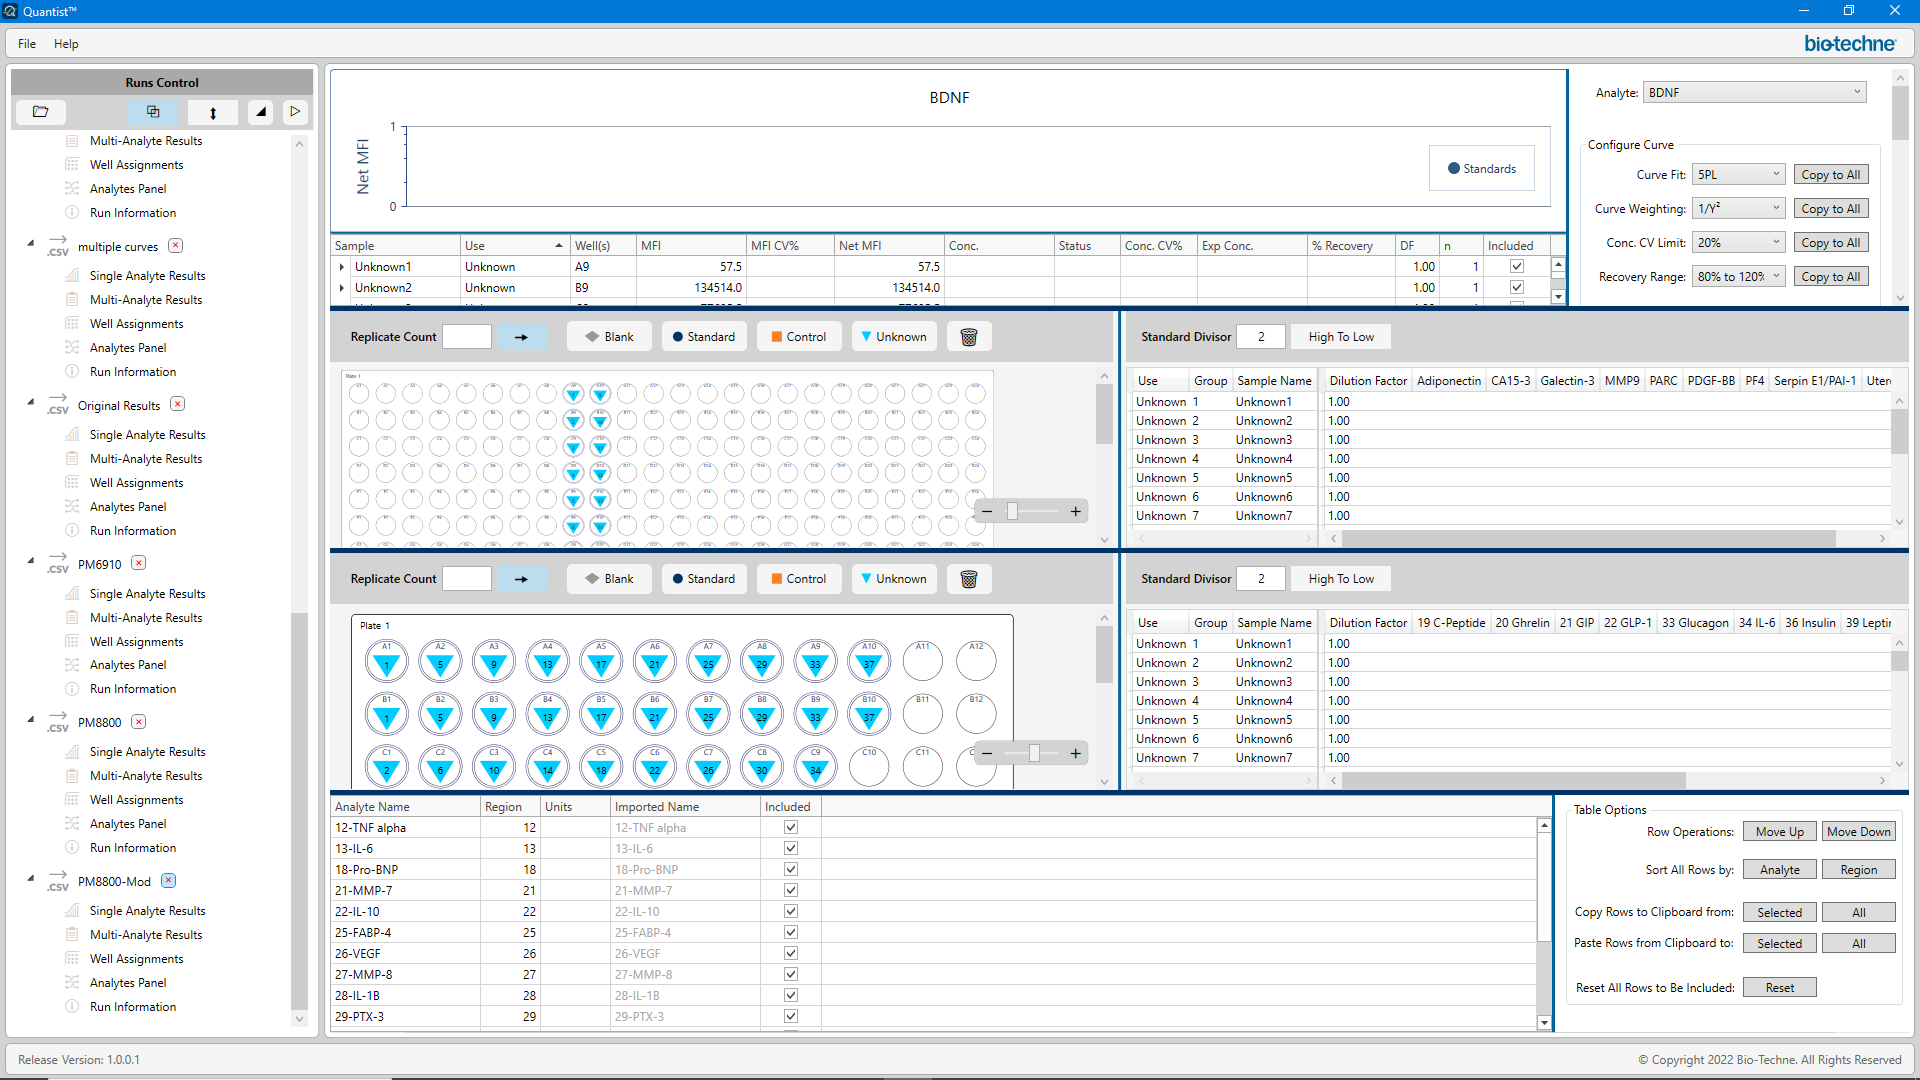 Quantist™
File Help
bio-techne
Runs Control
Multi-Analyte Results
Well Assignments
Analytes Panel
Run Information
.CSV multiple curves
Single Analyte Results
Multi-Analyte Results
Well Assignments
Analytes Panel
Run Information
.CSV Original Results
Single Analyte Results
Multi-Analyte Results
Well Assignments
Analytes Panel
Run Information
.CSV PM6910
Single Analyte Results
Multi-Analyte Results
Well Assignments
Analytes Panel
Run Information
.CSV PM8800
Single Analyte Results
Multi-Analyte Results
Well Assignments
Analytes Panel
Run Information
.CSV PM8800-Mod
Single Analyte Results
Multi-Analyte Results
Well Assignments
Analytes Panel
Run Information
BDNF
Net MFI
1
0
Standards
Analyte: BDNF
Configure Curve
Curve Fit: 5PL Copy to All
Curve Weighting: 1/Y² Copy to All
Conc. CV Limit: 20% Copy to All
Recovery Range: 80% to 120% Copy to All
Sample Use Well(s) MFI MFI CV% Net MFI Conc. Status Conc. CV% Exp Conc. % Recovery DF n Included
Unknown1 Unknown A9 57.5 57.5 1.00 1
Unknown2 Unknown B9 134514.0 134514.0 1.00 1
Replicate Count Blank Standard Control Unknown
Plate 1
Standard Divisor 2 High To Low
Use Group Sample Name Dilution Factor Adiponectin CA15-3 Galectin-3 MMP9 PARC PDGF-BB PF4 Serpin E1/PAI-1 Uter
Unknown 1 Unknown1 1.00
Unknown 2 Unknown2 1.00
Unknown 3 Unknown3 1.00
Unknown 4 Unknown4 1.00
Unknown 5 Unknown5 1.00
Unknown 6 Unknown6 1.00
Unknown 7 Unknown7 1.00
Replicate Count Blank Standard Control Unknown
Plate 1
A1 A2 A3 A4 A5 A6 A7 A8 A9 A10 A11 A12
1 5 9 13 17 21 25 29 33 37
B1 B2 B3 B4 B5 B6 B7 B8 B9 B10 B11 B12
1 5 9 13 17 21 25 29 33 37
C1 C2 C3 C4 C5 C6 C7 C8 C9 C10 C11
2 6 10 14 18 22 26 30 34
Standard Divisor 2 High To Low
Use Group Sample Name Dilution Factor 19 C-Peptide 20 Ghrelin 21 GIP 22 GLP-1 33 Glucagon 34 IL-6 36 Insulin 39 Leptin
Unknown 1 Unknown1 1.00
Unknown 2 Unknown2 1.00
Unknown 3 Unknown3 1.00
Unknown 4 Unknown4 1.00
Unknown 5 Unknown5 1.00
Unknown 6 Unknown6 1.00
Unknown 7 Unknown7 1.00
Analyte Name Region Units Imported Name Included
12-TNF alpha 12 12-TNF alpha
13-IL-6 13 13-IL-6
18-Pro-BNP 18 18-Pro-BNP
21-MMP-7 21 21-MMP-7
22-IL-10 22 22-IL-10
25-FABP-4 25 25-FABP-4
26-VEGF 26 26-VEGF
27-MMP-8 27 27-MMP-8
28-IL-1B 28 28-IL-1B
29-PTX-3 29 29-PTX-3
Table Options
Row Operations: Move Up Move Down
Sort All Rows by: Analyte Region
Copy Rows to Clipboard from: Selected All
Paste Rows from Clipboard to: Selected All
Reset All Rows to Be Included: Reset
Release Version: 1.0.0.1
© Copyright 2022 Bio-Techne. All Rights Reserved